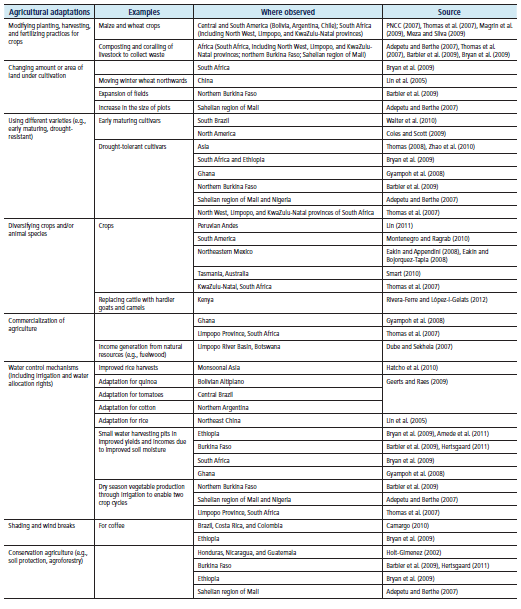 Agricultural adaptations Examples Where observed Source
Modifying planting, harvesting, Maize and wheat crops Central and South America (Bolivia, Argentina, Chile); South Africa PNCC (2007), Thomas et al. (2007), Magrin et al.
and fertilizing practices for (including North West, Limpopo, and KwaZulu-Natal provinces) (2009), Meza and Silva (2009)
crops
Composting and coralling of Africa (South Africa, including North West, Limpopo, and KwaZulu- Adepetu and Berthe (2007), Thomas et al.
livestock to collect waste Natal provinces; northern Burkina Faso; Sahelian region of Mali) (2007), Barbier et al. (2009), Bryan et al. (2009)
Changing amount or area of South Africa Bryan et al. (2009)
land under cultivation
Moving winter wheat northwards China Lin et al. (2005)
Expansion of fields Northern Burkina Faso Barbier et al. (2009)
Increase in the size of plots Sahelian region of Mali Adepetu and Berthe (2007)
Using different varieties (e.g., Early maturing cultivars South Brazil Walter et al. (2010)
early maturing, drought-
resistant) North America Coles and Scott (2009)
Drought-tolerant cultivars Asia Thomas (2008), Zhao et al. (2010)
South Africa and Ethiopia Bryan et al. (2009)
Ghana Gyampoh et al. (2008)
Northern Burkina Faso Barbier et al. (2009)
Sahelian region of Mali and Nigeria Adepetu and Berthe (2007)
North West, Limpopo, and KwaZulu-Natal provinces of South Africa Thomas et al. (2007)
Diversifying crops and/or Crops Peruvian Andes Lin (2011)
animal species
South America Montenegro and Ragrab (2010)
Northeastern Mexico Eakin and Appendini (2008), Eakin and
Bojorquez-Tapia (2008)
Tasmania, Australia Smart (2010)
KwaZulu-Natal, South Africa Thomas et al. (2007)
Replacing cattle with hardier Kenya Rivera-Ferre and López-i-Gelats (2012)
goats and camels
Commercialization of Ghana Gyampoh et al. (2008)
agriculture
Limpopo Province, South Africa Thomas et al. (2007)
Income generation from natural Limpopo River Basin, Botswana Dube and Sekhela (2007)
resources (e.g., fuelwood)
Water control mechanisms Improved rice harvests Monsoonal Asia Hatcho et al. (2010)
(including irrigation and water
allocation rights) Adaptation for quinoa Bolivian Altiplano Geerts and Raes (2009)
Adaptation for tomatoes Central Brazil
Adaptation for cotton Northern Argentina
Adaptation for rice Northeast China Lin et al. (2005)
Small water harvesting pits in Ethiopia Bryan et al. (2009), Amede et al. (2011)
improved yields and incomes due
to improved soil moisture Burkina Faso Barbier et al. (2009), Hertsgaard (2011)
South Africa Bryan et al. (2009)
Ghana Gyampoh et al. (2008)
Dry season vegetable production Northern Burkina Faso Barbier et al. (2009)
through irrigation to enable two
crop cycles Sahelian region of Mali and Nigeria Adepetu and Berthe (2007)
Limpopo Province, South Africa Thomas et al. (2007)
Shading and wind breaks For coffee Brazil, Costa Rica, and Colombia Camargo (2010)
Ethiopia Bryan et al. (2009)
Conservation agriculture (e.g., Honduras, Nicaragua, and Guatemala Holt-Gimenez (2002)
soil protection, agroforestry)
Burkina Faso Barbier et al. (2009), Hertsgaard (2011)
Ethiopia Bryan et al. (2009)
Sahelian region of Mali Adepetu and Berthe (2007)